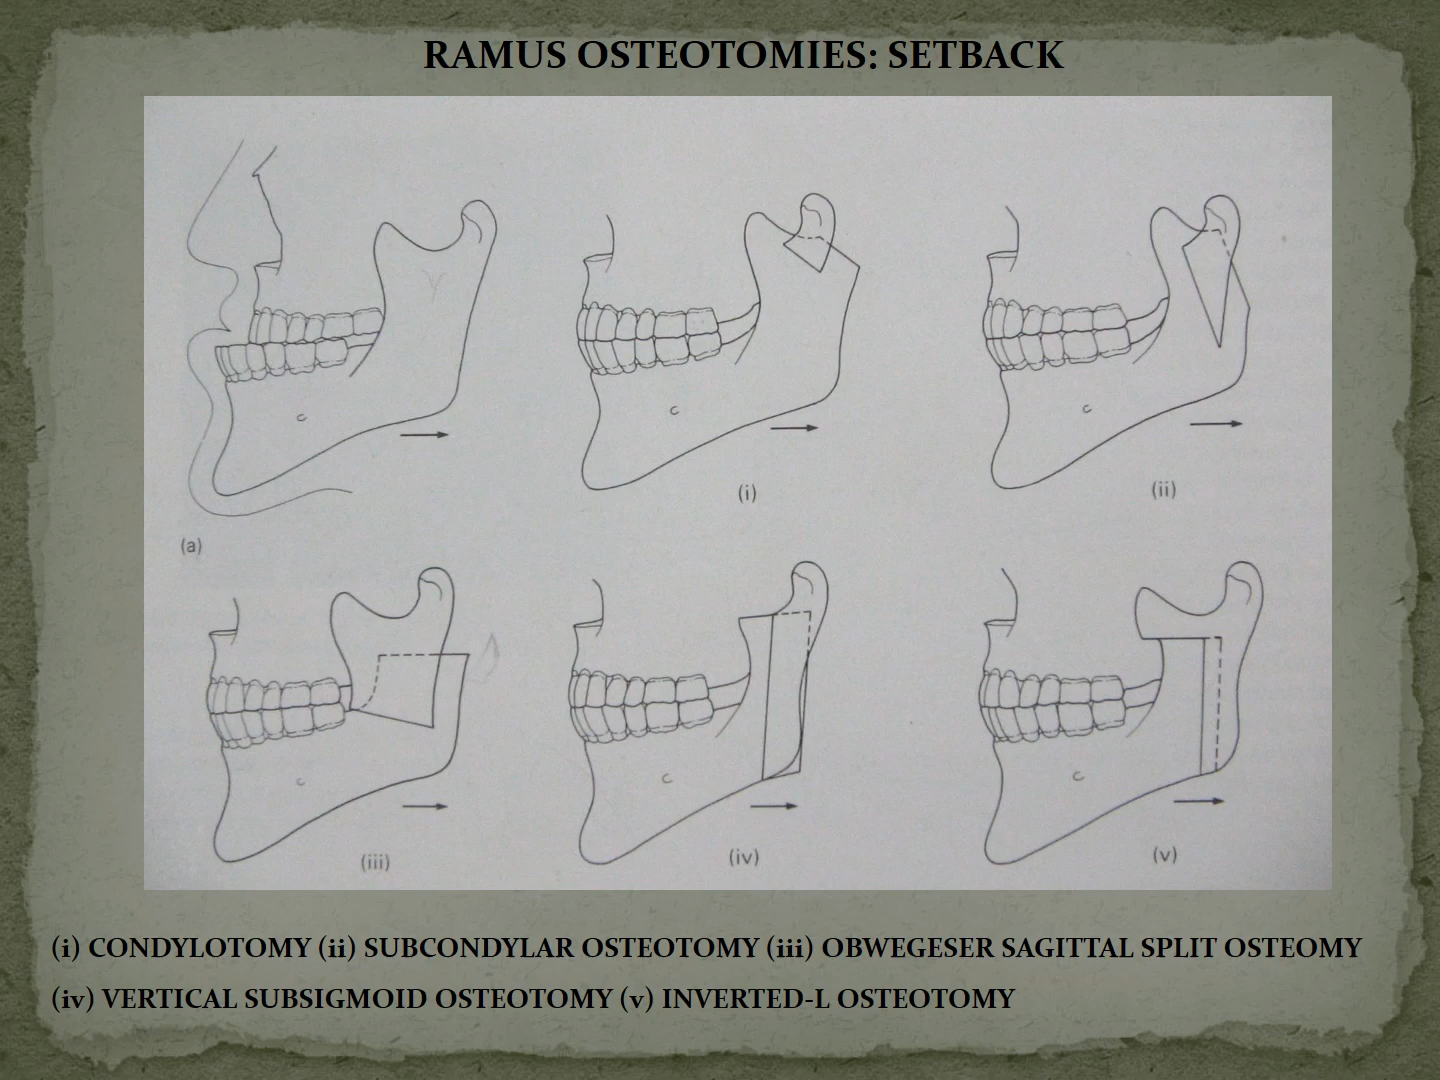 RAMUS OSTEOTOMIES: SETBACK
(a)
(i)
(ii)
(iii)
(iv)
(v)
(i) CONDYLOTOMY (ii) SUBCONDYLAR OSTEOTOMY (iii) OBWEGESER SAGITTAL SPLIT OSTEOMY
(iv) VERTICAL SUBSIGMOID OSTEOTOMY (v) INVERTED-L OSTEOTOMY